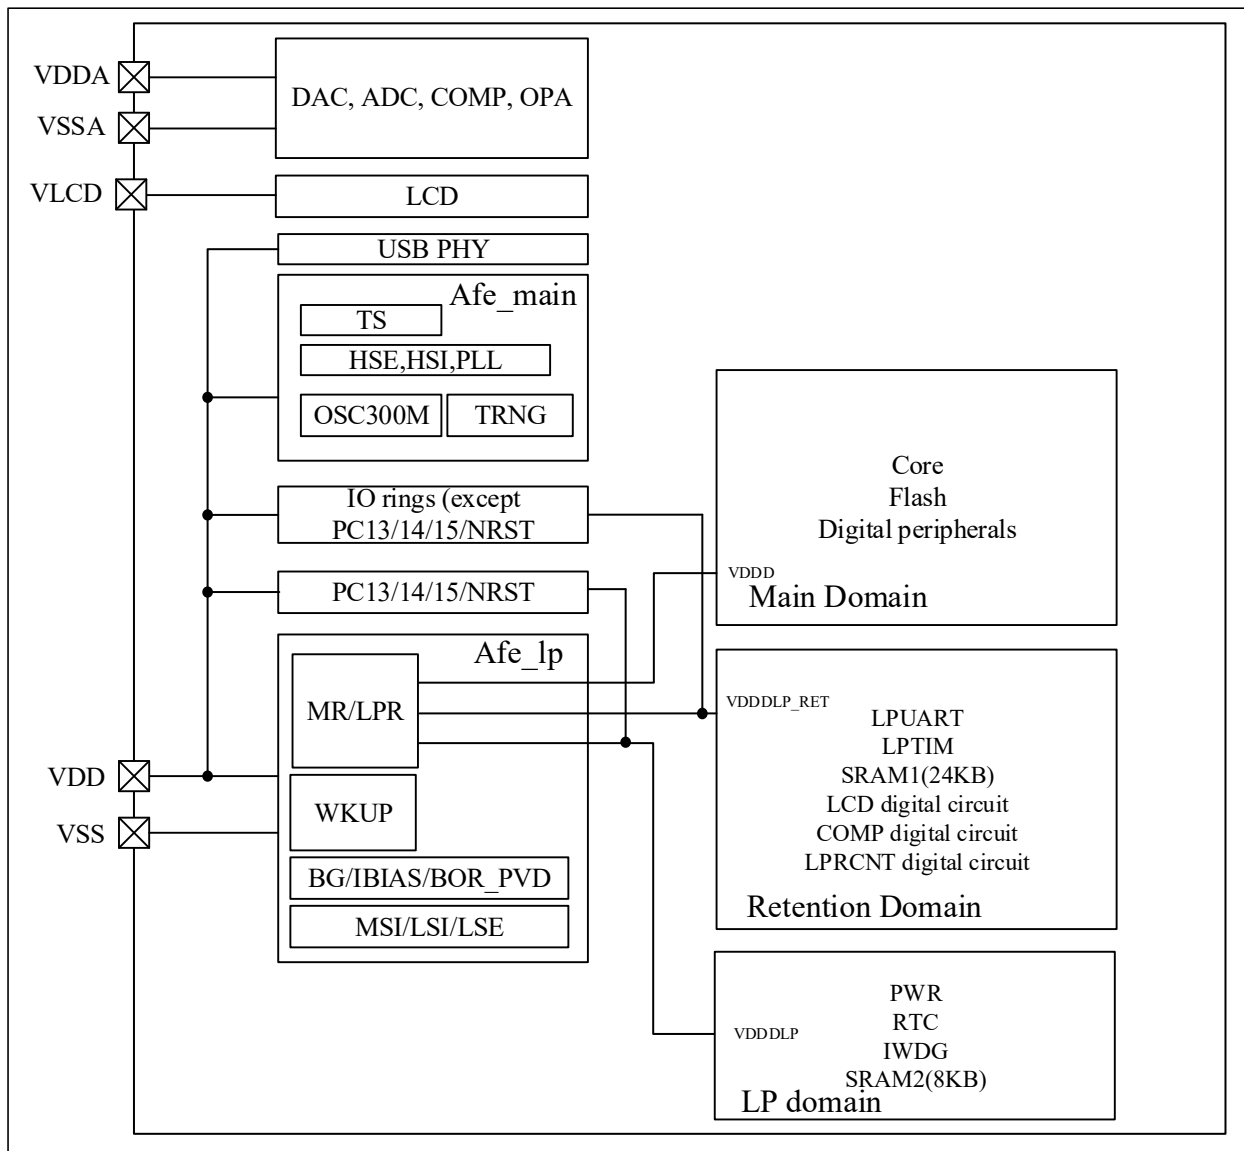 VDDA
VSSA
DAC, ADC, COMP, OPA
VLCD
LCD
USB PHY
Afe_main
TS
HSE,HSI,PLL
OSC300M
TRNG
IO rings (except
PC13/14/15/NRST
PC13/14/15/NRST
Afe_lp
MR/LPR
VDD
WKUP
VSS
BG/IBIAS/BOR_PVD
MSI/LSI/LSE
Core
Flash
Digital peripherals
VDDD
Main Domain
VDDDLP_RET
LPUART
LPTIM
SRAM1(24KB)
LCD digital circuit
COMP digital circuit
LPRCNT digital circuit
Retention Domain
PWR
RTC
VDDDLP
IWDG
SRAM2(8KB)
LP domain